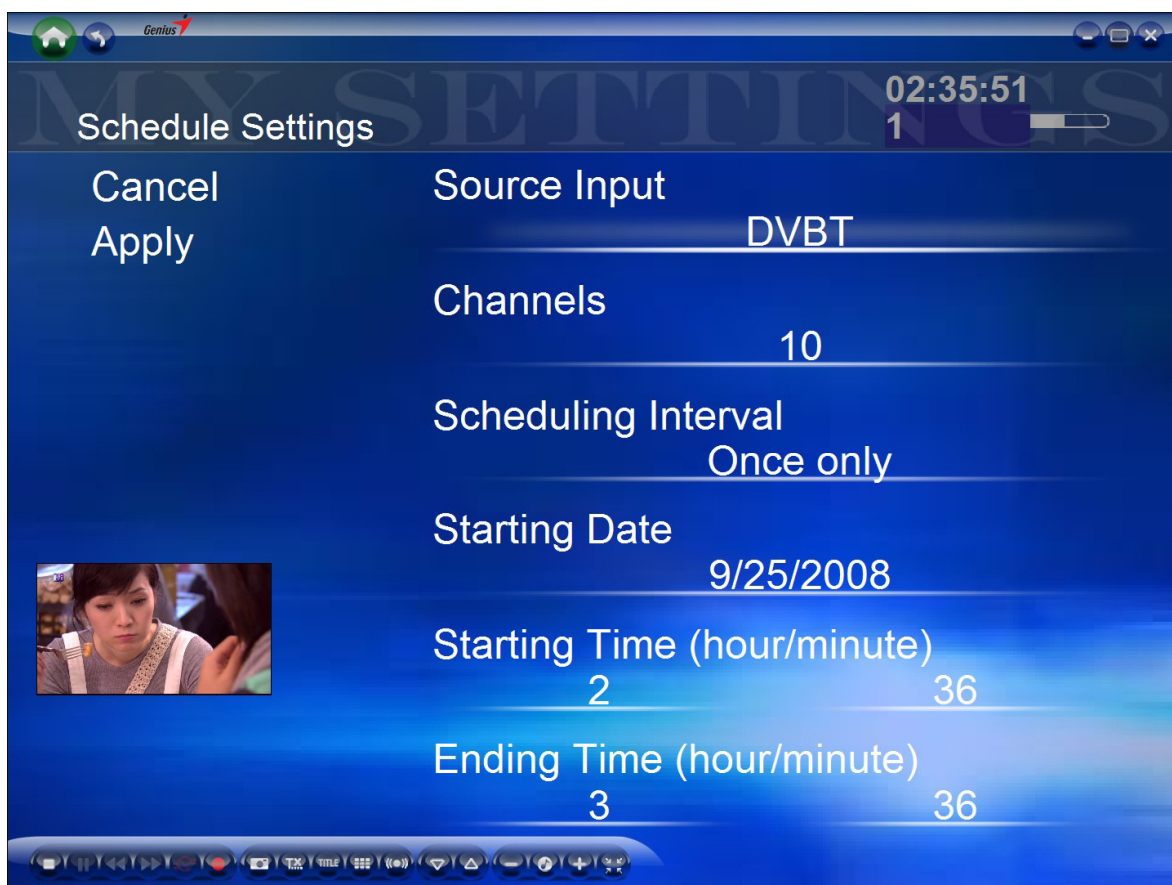 Genius
MY SETTINGS
02:35:51
Schedule Settings
1
Cancel
Apply
Source Input
DVBT
Channels
10
Scheduling Interval
Once only
Starting Date
9/25/2008
Starting Time (hour/minute)
2 36
Ending Time (hour/minute)
3 36
TX TITLE